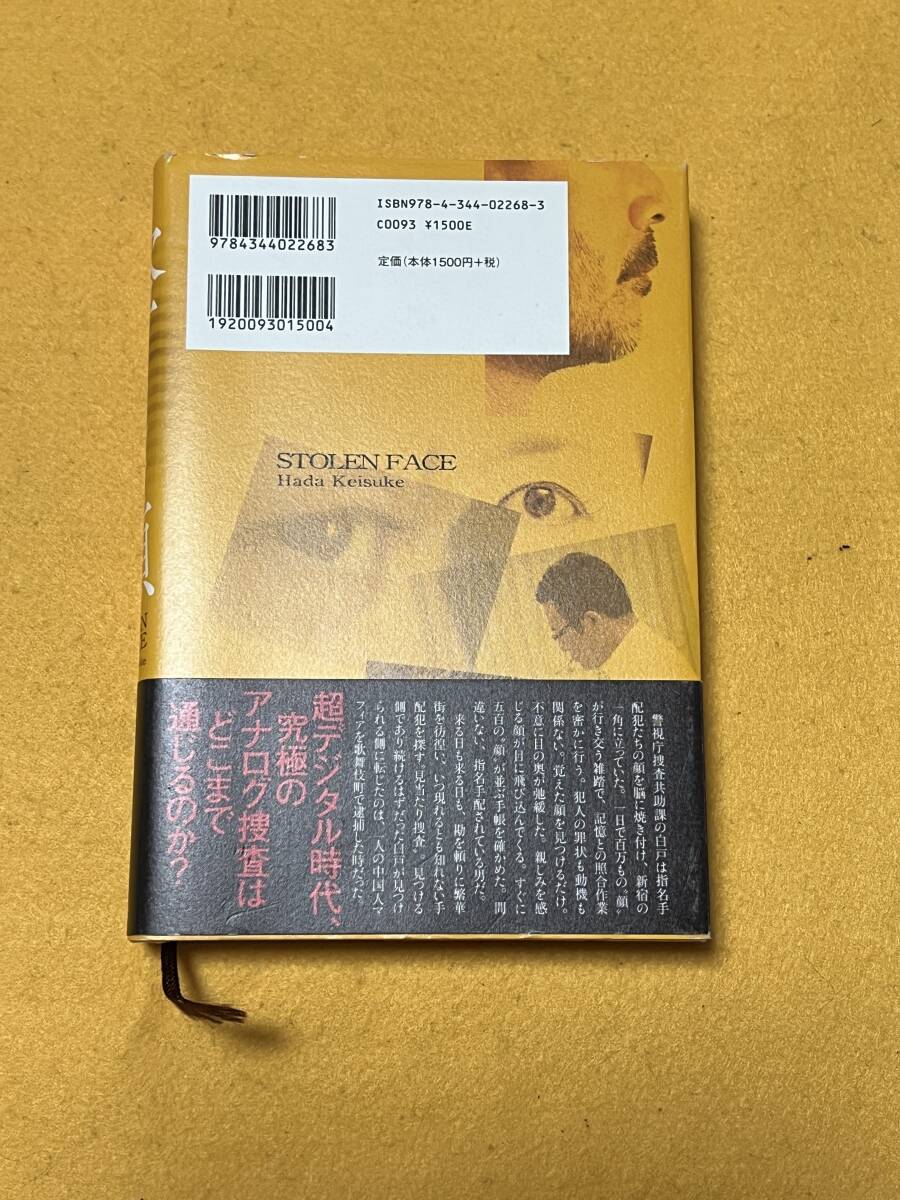 ISBN978-4-344-02268-3
C0093 ¥1500E
定価(本体1500円+税)
9784344022683
1920093015004
STOLEN FACE
Hada Keisuke
警視庁捜査共助課の白戸は指名手
配犯たちの顔を脳に焼き付け、新宿の
一角に立っていた。一日で百万もの〝顔〟
が行き交う雑踏で、記憶との照合作業
を密かに行う。犯人の罪状も動機も
関係ない。覚えた顔を見つけるだけ。
不意に目の奥が弛緩した。親しみを感
じる顔が目に飛び込んでくる。すぐに
五百の〝顔〟が並ぶ手帳を確かめた。間
違いない、指名手配されている男だ。
来る日も来る日も、勘を頼りに繁華
街を彷徨い、いつ現れるとも知れない手
配犯を探す〝見当たり捜査〟。見つける
側であり続けるはずだった白戸が見つけ
られる側に転じたのは、一人の中国人マ
フィアを歌舞伎町で逮捕した時だった――。
超デジタル時代、
究極の
アナログ捜査は
どこまで
通じるのか?